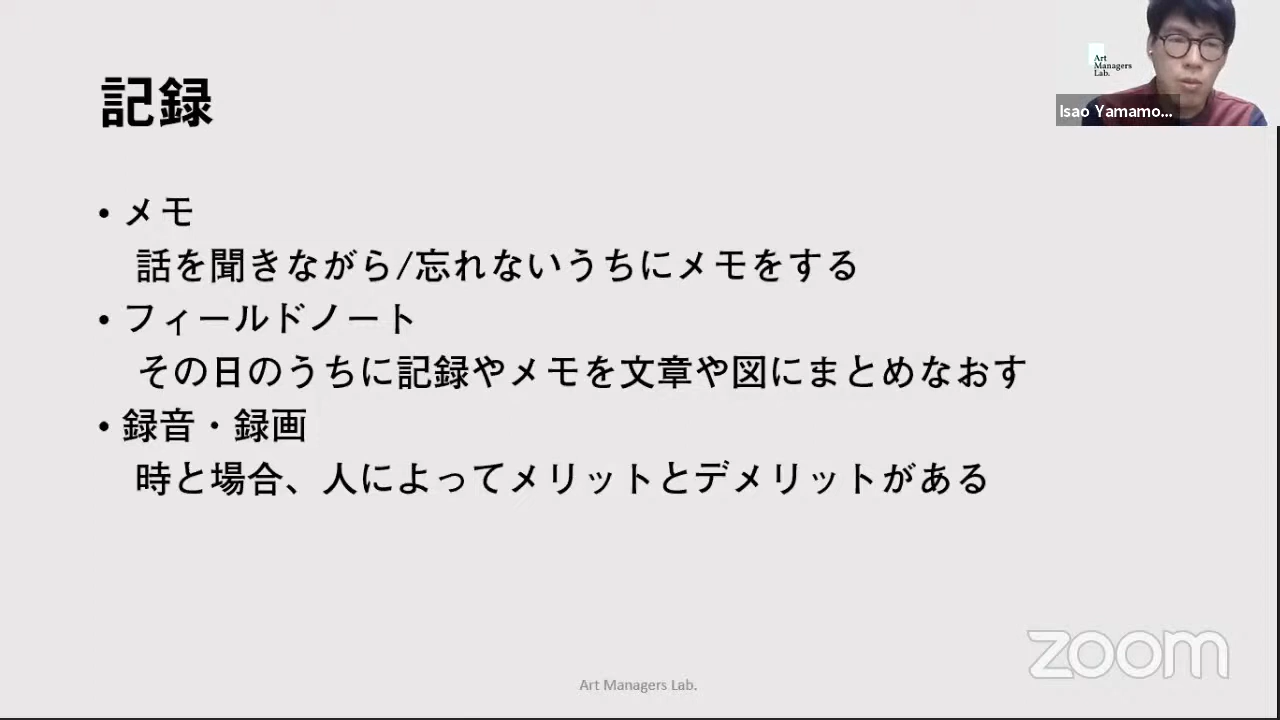 記録
• メモ
話を聞きながら/忘れないうちにメモをする
• フィールドノート
その日のうちに記録やメモを文章や図にまとめなおす
• 録音・録画
時と場合、人によってメリットとデメリットがある
Art Managers Lab.
Art
Managers
Lab.
Isao Yamamo...
zoom